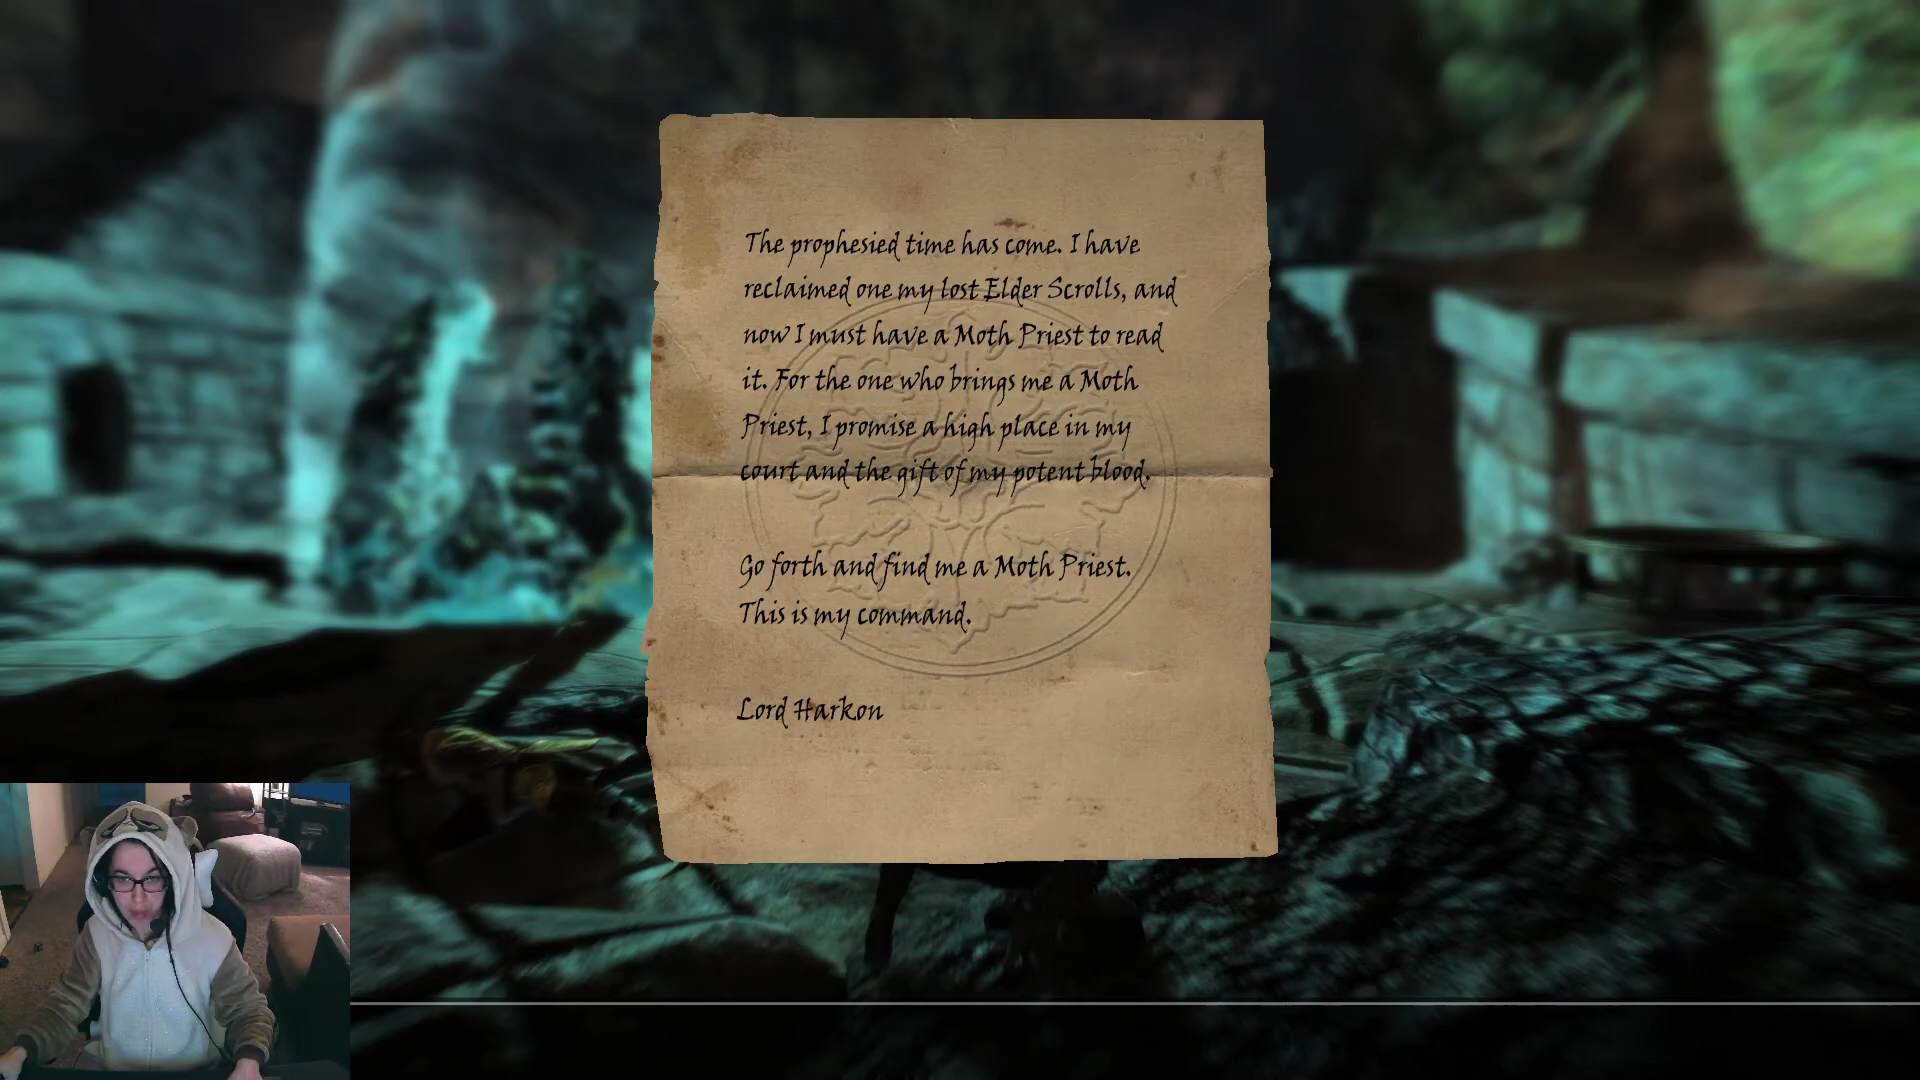 The prophesied time has come. I have
reclaimed one my lost Elder Scrolls, and
now I must have a Moth Priest to read
it. For the one who brings me a Moth
Priest, I promise a high place in my
court and the gift of my potent blood.
Go forth and find me a Moth Priest.
This is my command.
Lord Harkon